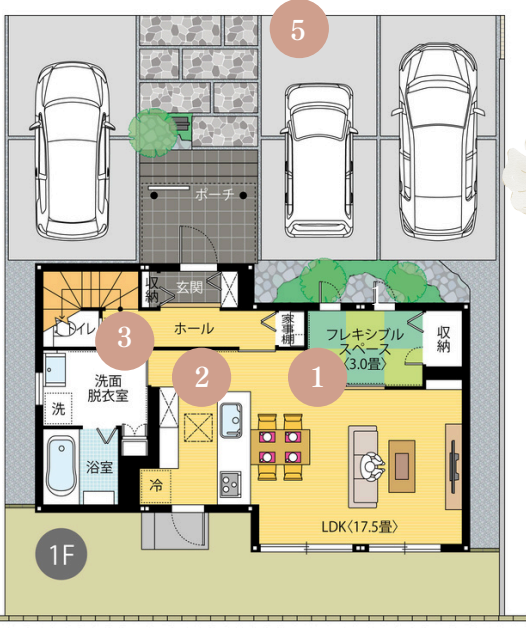 5
ポーチ
収納
玄関
トイレ
3
ホール
家事棚
フレキシブル
スペース
〈3.0畳〉
収納
洗面
脱衣室
2
1
洗
浴室
冷
LDK〈17.5畳〉
1F